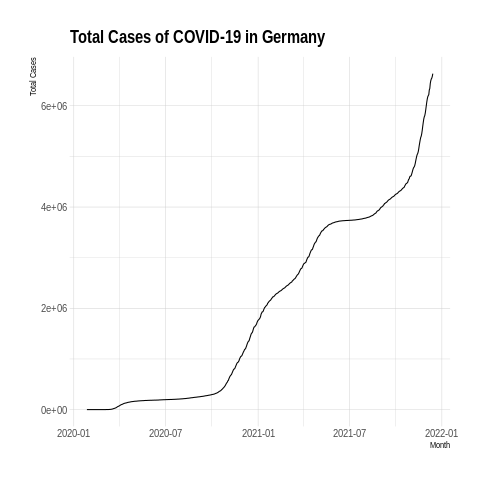 Total Cases of COVID-19 in Germany
Total Cases
6e+06
4e+06
2e+06
0e+00
2020-01 2020-07 2021-01 2021-07 2022-01
Month